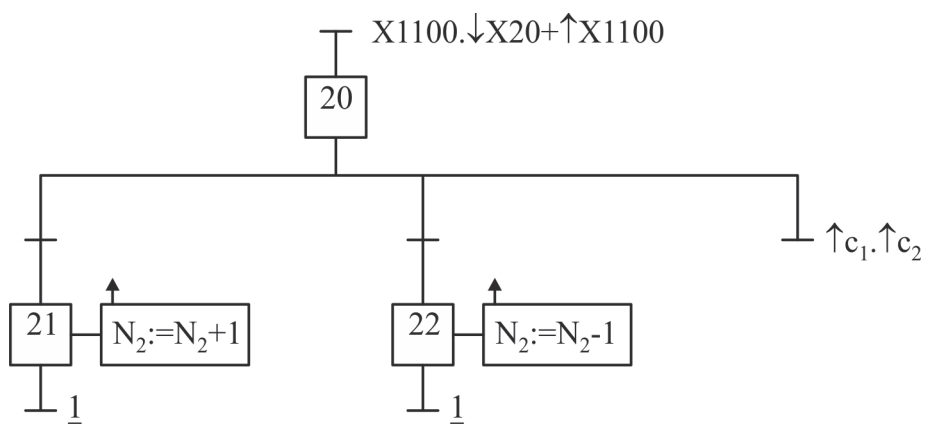 X1100.↓X20+↑X1100
20
↑c₁.↑c₂
21
N₂:=N₂+1
22
N₂:=N₂-1
1
1